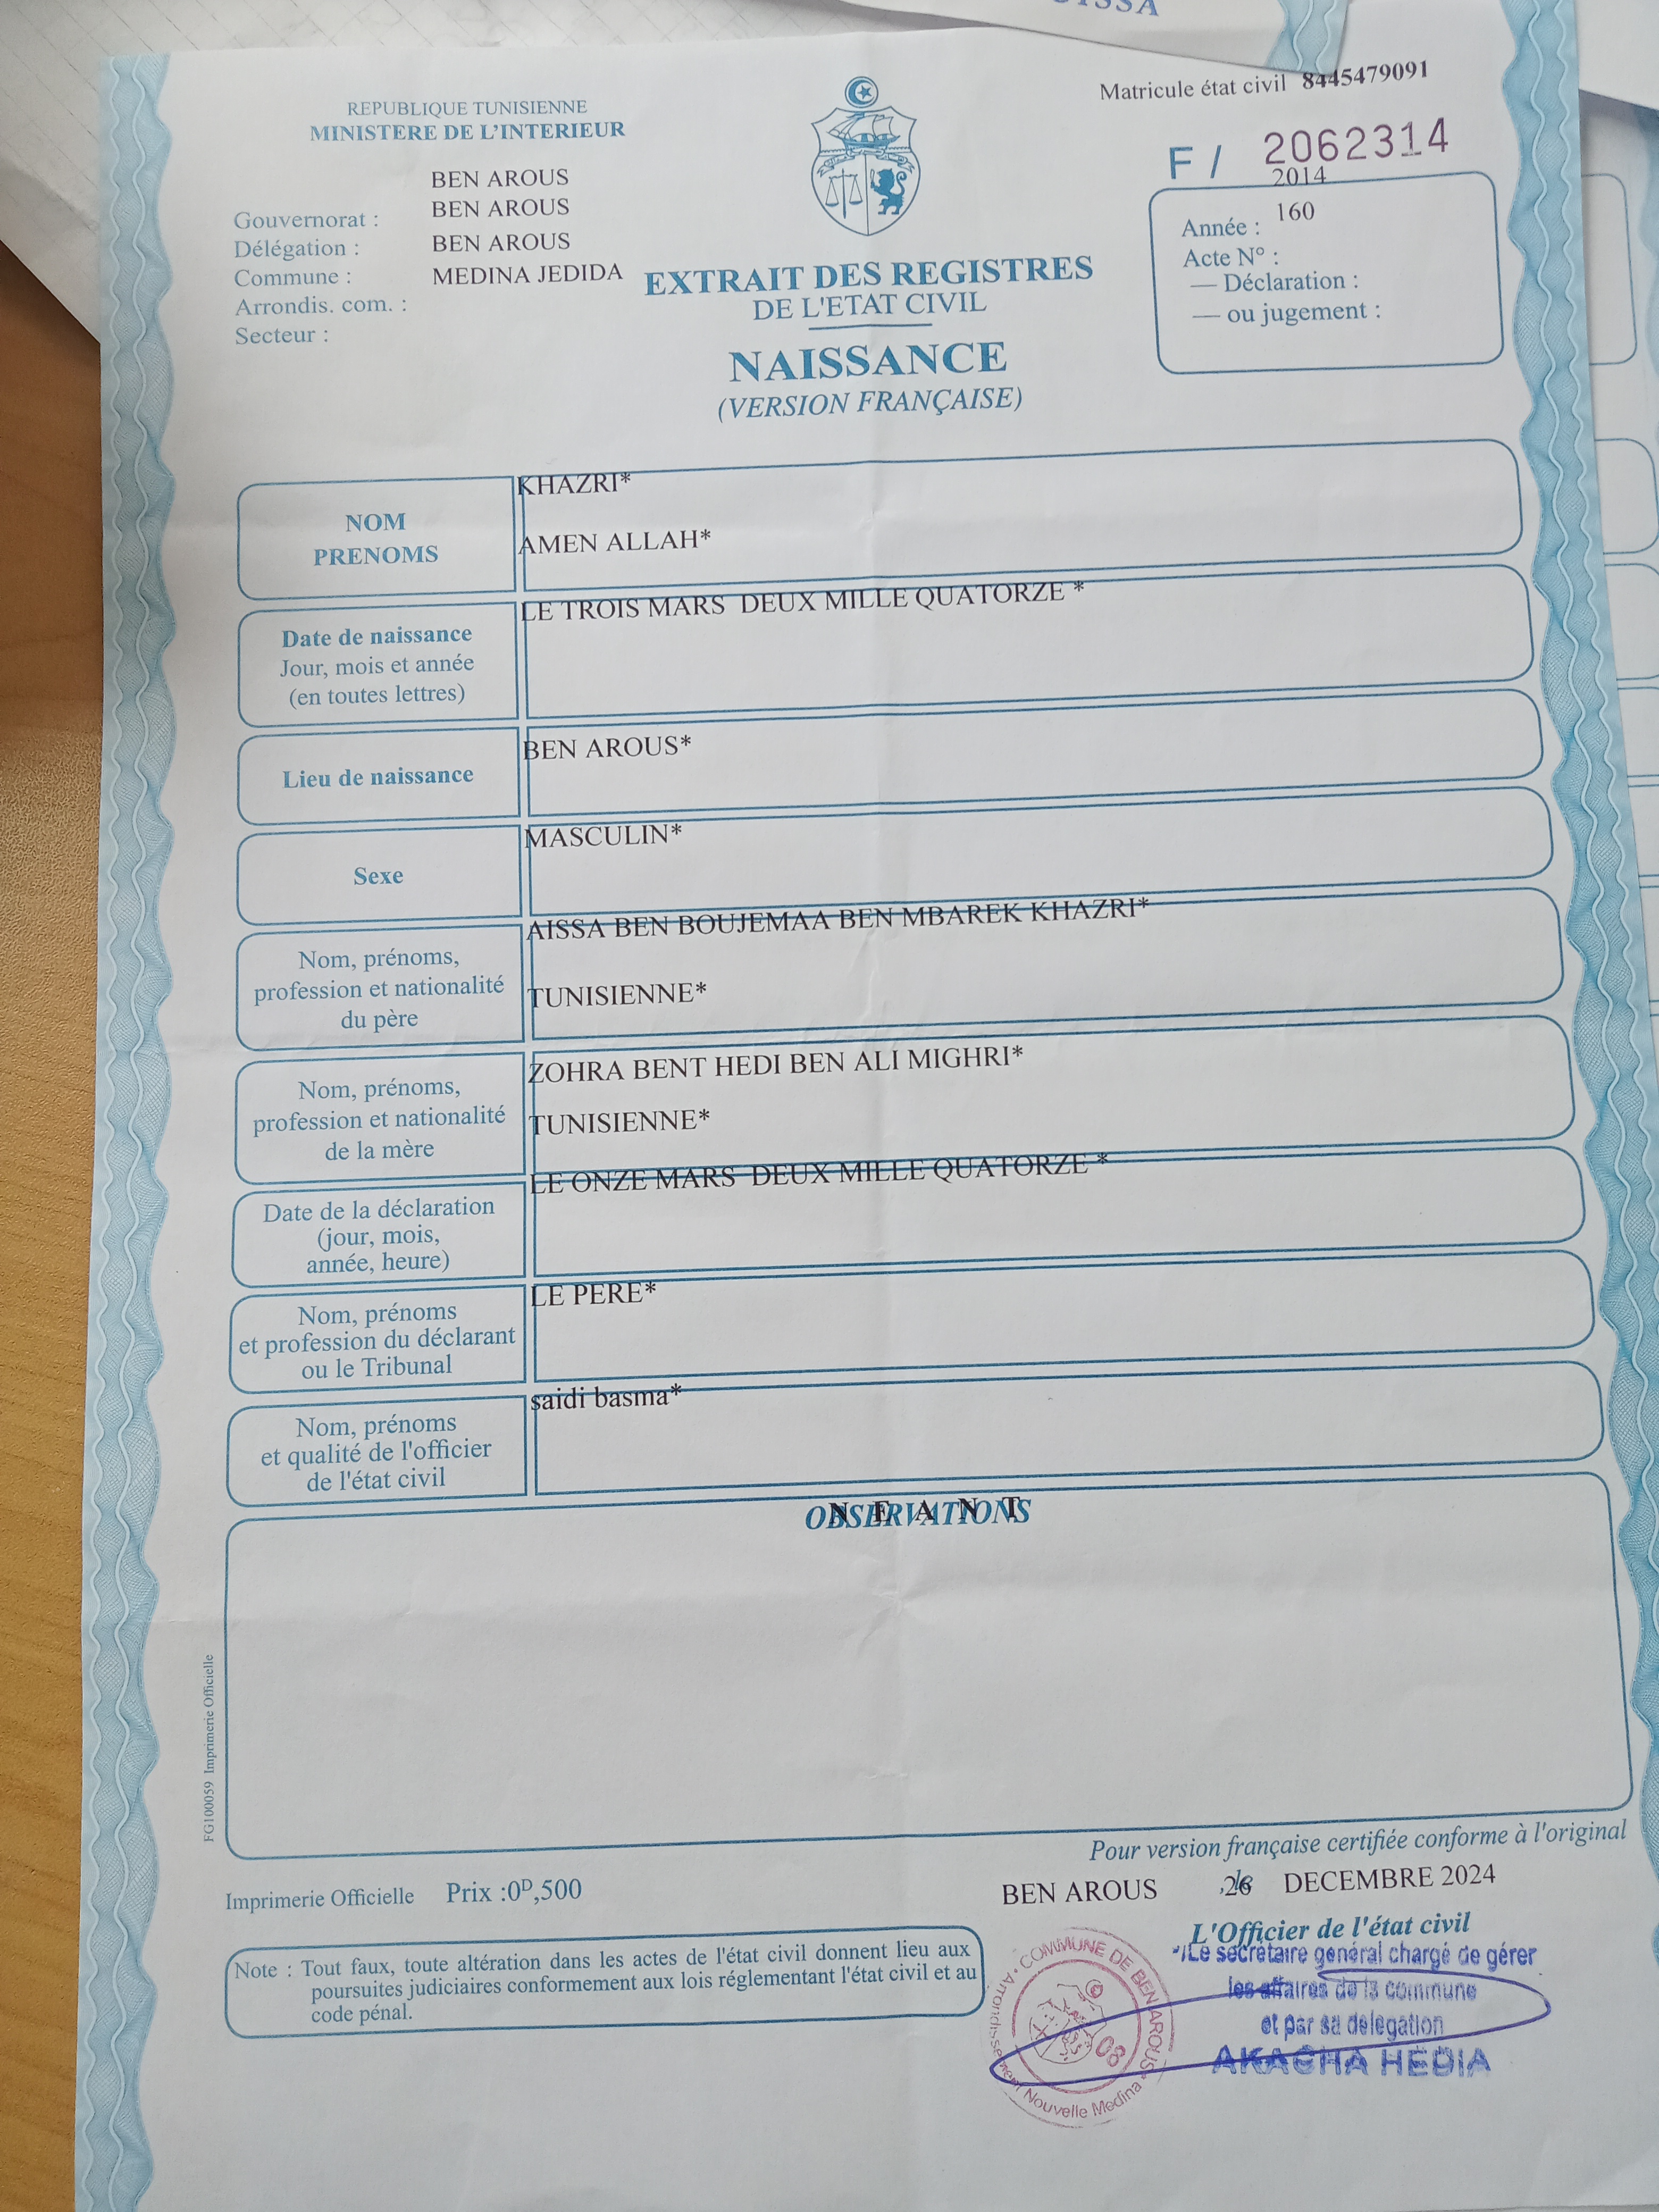 ISSA
REPUBLIQUE TUNISIENNE
MINISTERE DE L'INTERIEUR
Matricule état civil 8445479091
F / 2062314
BEN AROUS
BEN AROUS
Gouvernorat :
Délégation :
BEN AROUS
Commune :
MEDINA JEDIDA
Arrondis. com. :
Secteur :
2014
Année : 160
Acte N° :
— Déclaration :
— ou jugement :
EXTRAIT DES REGISTRES
DE L'ETAT CIVIL
NAISSANCE
(VERSION FRANÇAISE)
NOM
PRENOMS
KHAZRI*
AMEN ALLAH*
Date de naissance
Jour, mois et année
(en toutes lettres)
LE TROIS MARS DEUX MILLE QUATORZE *
Lieu de naissance
BEN AROUS*
Sexe
MASCULIN*
Nom, prénoms,
profession et nationalité
du père
AISSA BEN BOUJEMAA BEN MBAREK KHAZRI*
TUNISIENNE*
Nom, prénoms,
profession et nationalité
de la mère
ZOHRA BENT HEDI BEN ALI MIGHRI*
TUNISIENNE*
Date de la déclaration
(jour, mois,
année, heure)
LE ONZE MARS DEUX MILLE QUATORZE *
Nom, prénoms
et profession du déclarant
ou le Tribunal
LE PERE*
Nom, prénoms
et qualité de l'officier
de l'état civil
saidi basma*
OBSERVATIONS
N E A N T
FG100059 Imprimerie Officielle
Pour version française certifiée conforme à l'original
Imprimerie Officielle Prix :0D,500
BEN AROUS ,le 26 DECEMBRE 2024
L'Officier de l'état civil
Note : Tout faux, toute altération dans les actes de l'état civil donnent lieu aux
poursuites judiciaires conformement aux lois réglementant l'état civil et au
code pénal.
COMMUNE DE BEN AROUS * Arrondissement Nouvelle Medina *
08
Le secrétaire general chargé de gérer
les affaires de la commune
et par sa delegation
AKACHA HEDIA